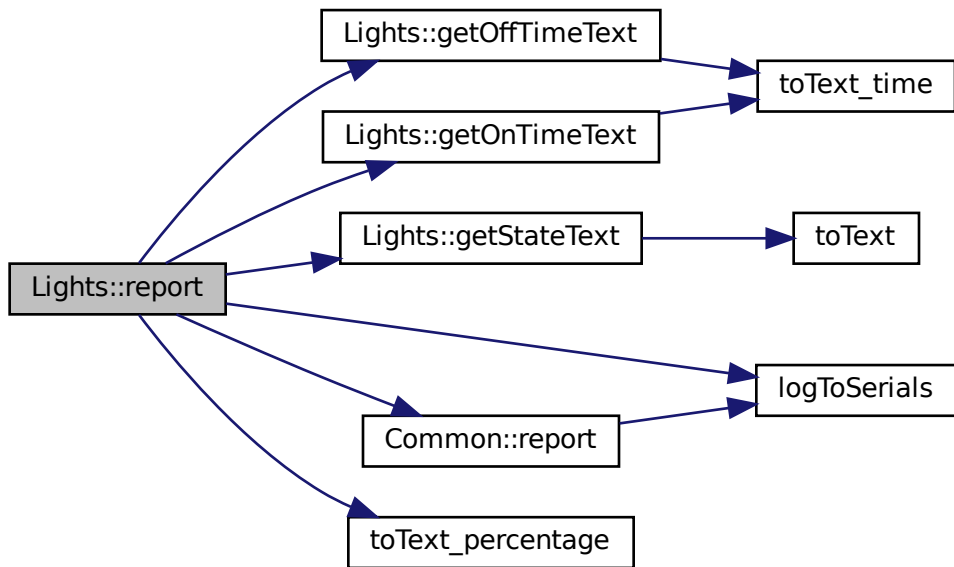 Lights::getOffTimeText
toText_time
Lights::getOnTimeText
Lights::getStateText
toText
Lights::report
logToSerials
Common::report
toText_percentage